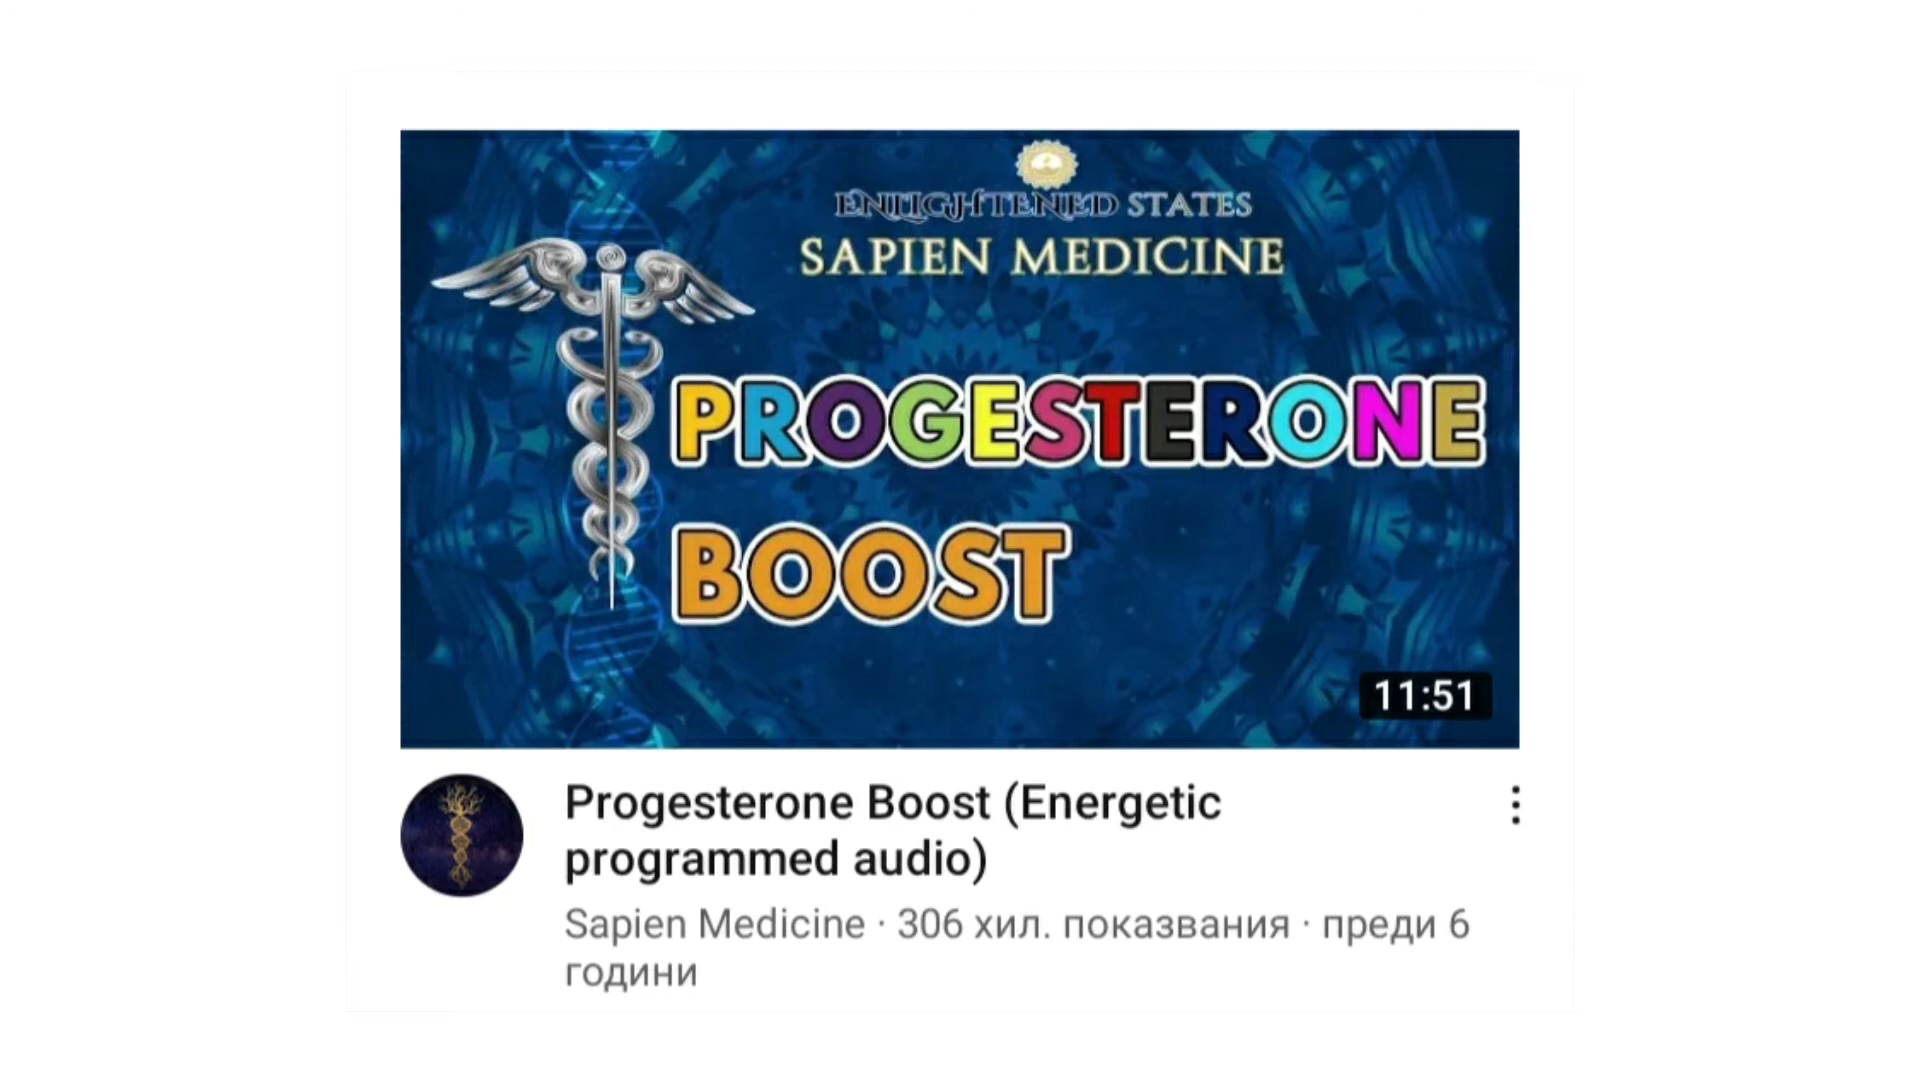 ENLIGHTENED STATES
SAPIEN MEDICINE
PROGESTERONE
BOOST
11:51
Progesterone Boost (Energetic
programmed audio)
Sapien Medicine · 306 хил. показвания · преди 6
години